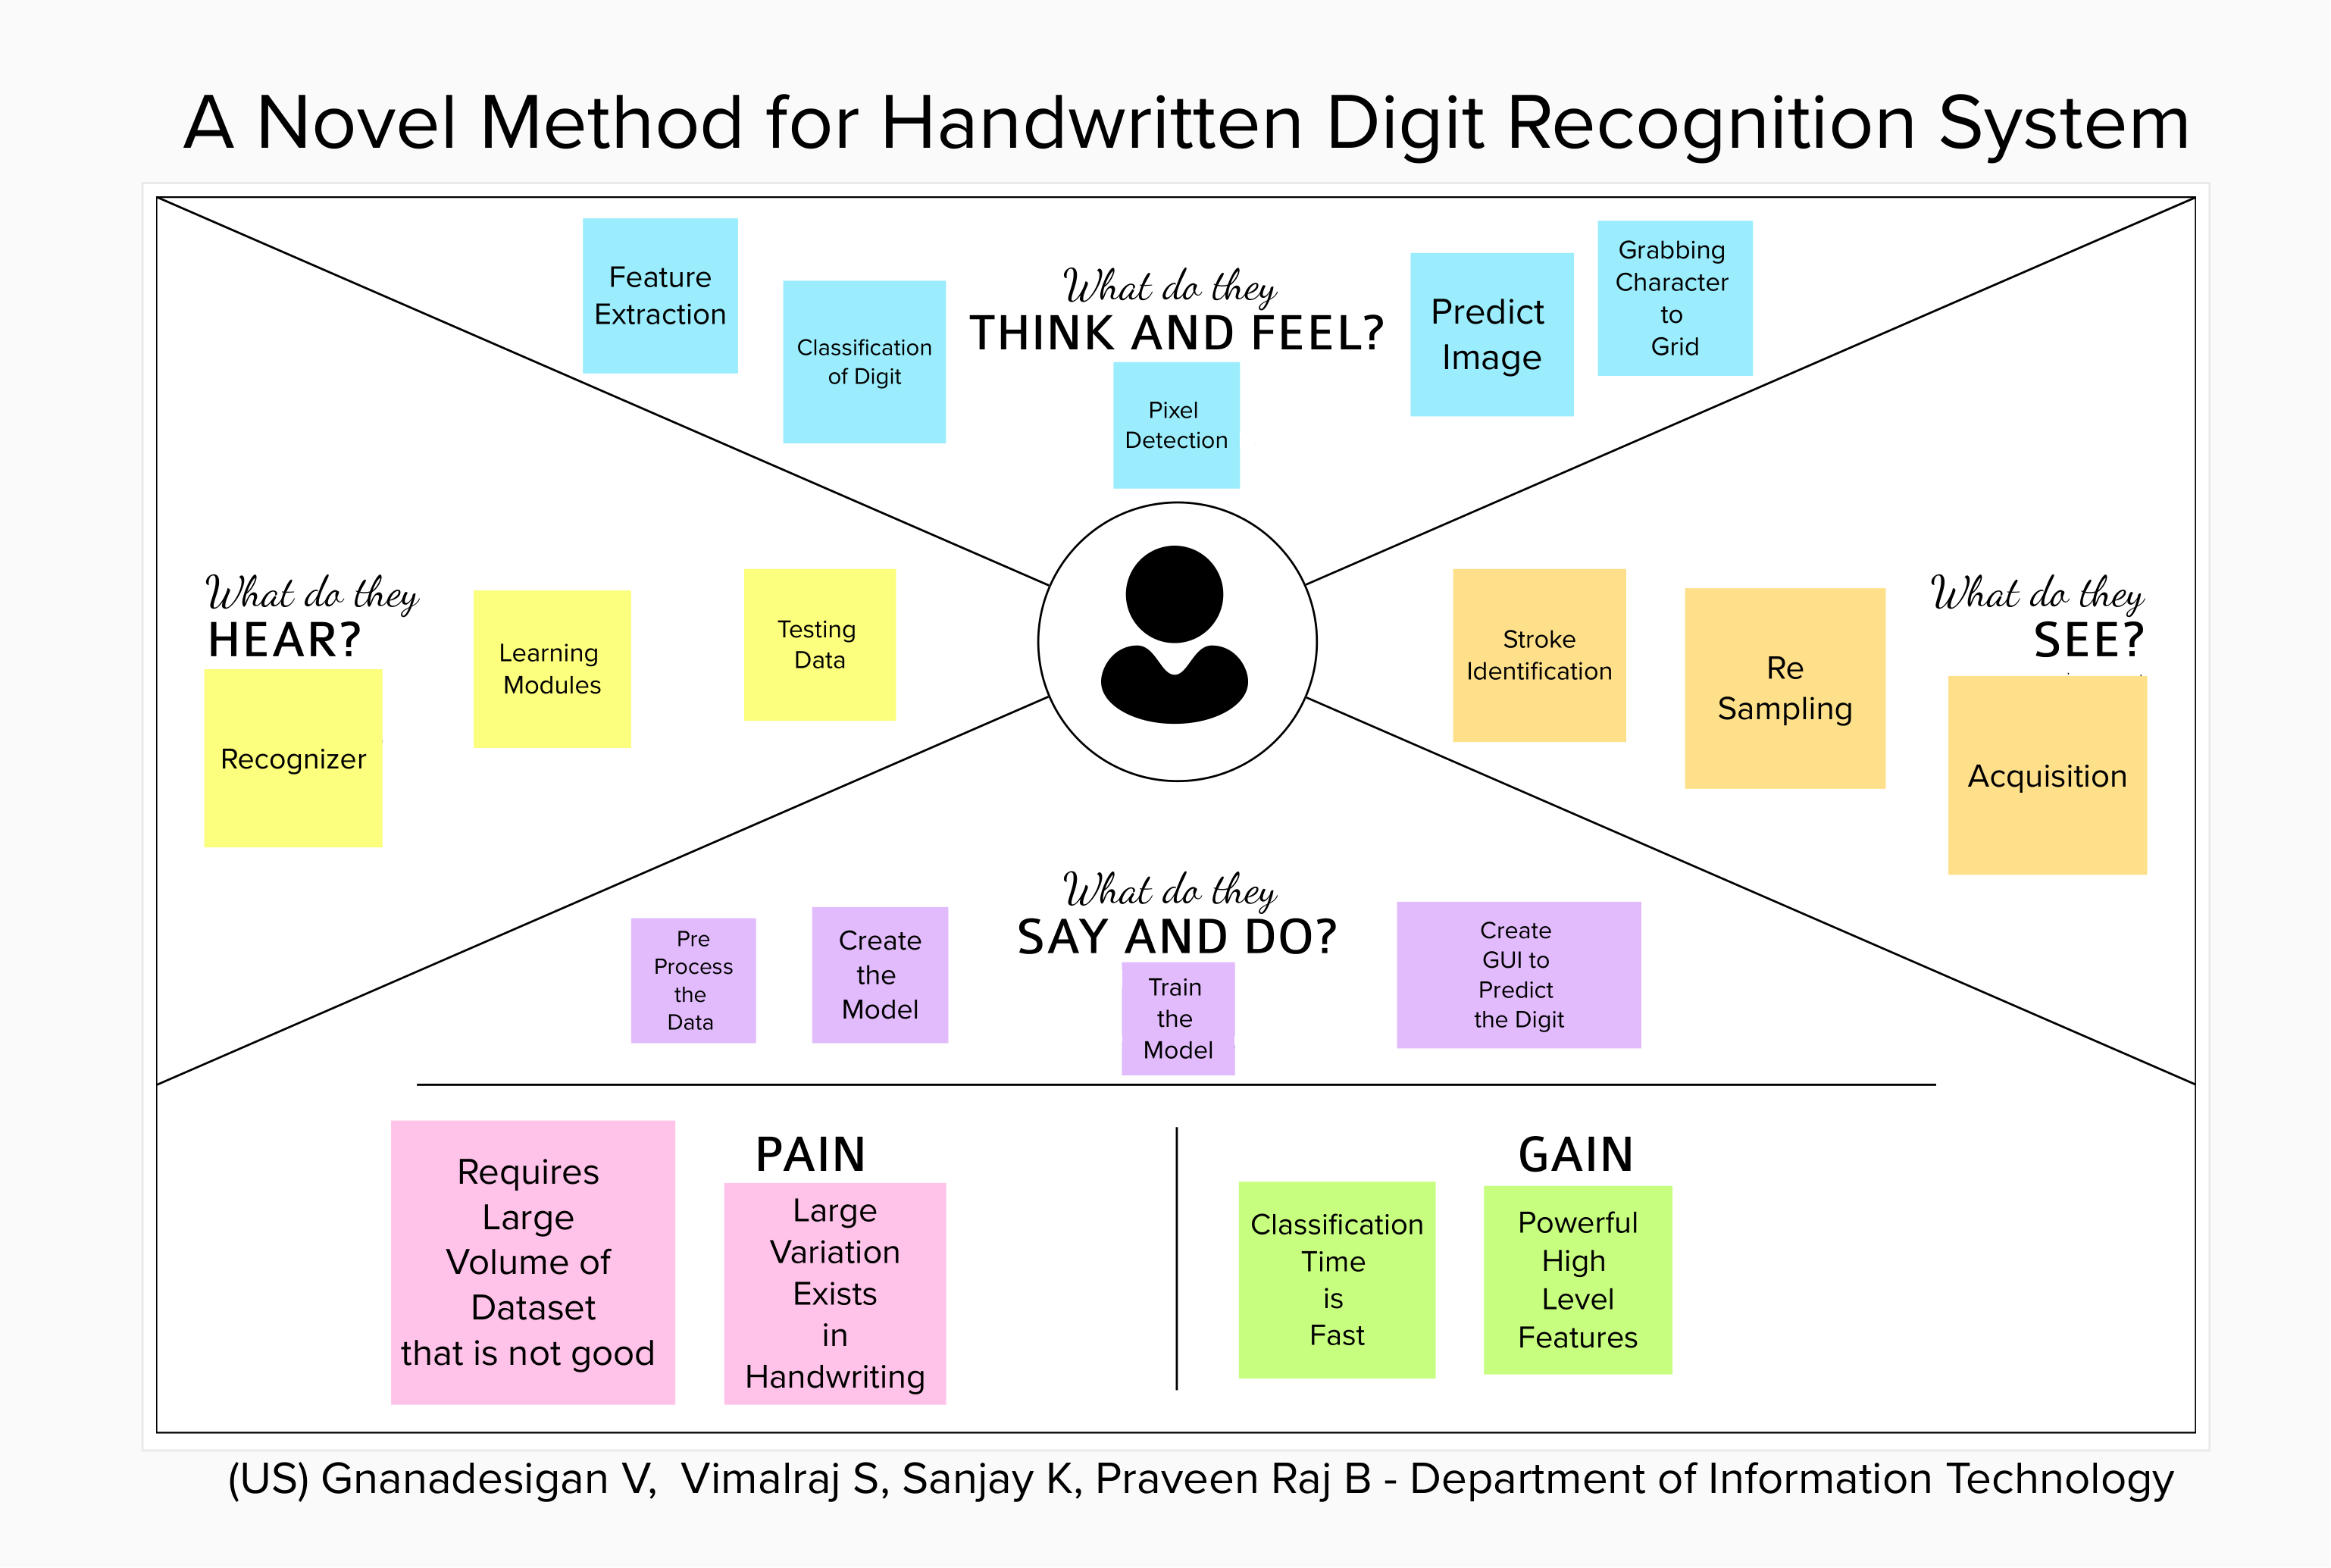 A Novel Method for Handwritten Digit Recognition System
Feature
Extraction
Classification
of Digit
What do they
THINK AND FEEL?
Pixel
Detection
Predict
Image
Grabbing
Character
to
Grid
What do they
HEAR?
Recognizer
Learning
Modules
Testing
Data
Stroke
Identification
Re
Sampling
What do they
SEE?
Acquisition
What do they
SAY AND DO?
Pre
Process
the
Data
Create
the
Model
Train
the
Model
Create
GUI to
Predict
the Digit
PAIN
Requires
Large
Volume of
Dataset
that is not good
Large
Variation
Exists
in
Handwriting
GAIN
Classification
Time
is
Fast
Powerful
High
Level
Features
(US) Gnanadesigan V, Vimalraj S, Sanjay K, Praveen Raj B - Department of Information Technology